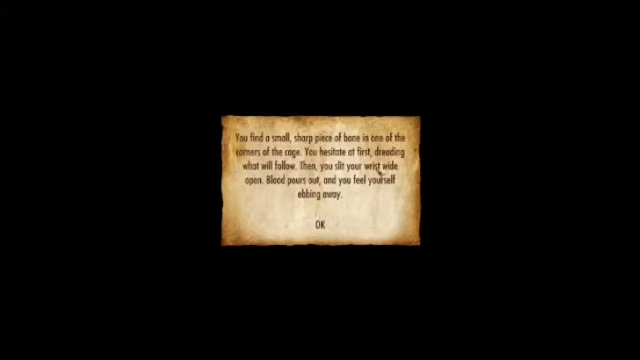 You find a small, sharp piece of bone in one of the
corners of the cage. You hesitate at first, dreading
what will follow. Then, you slit your wrist wide
open. Blood pours out, and you feel yourself
ebbing away.
OK